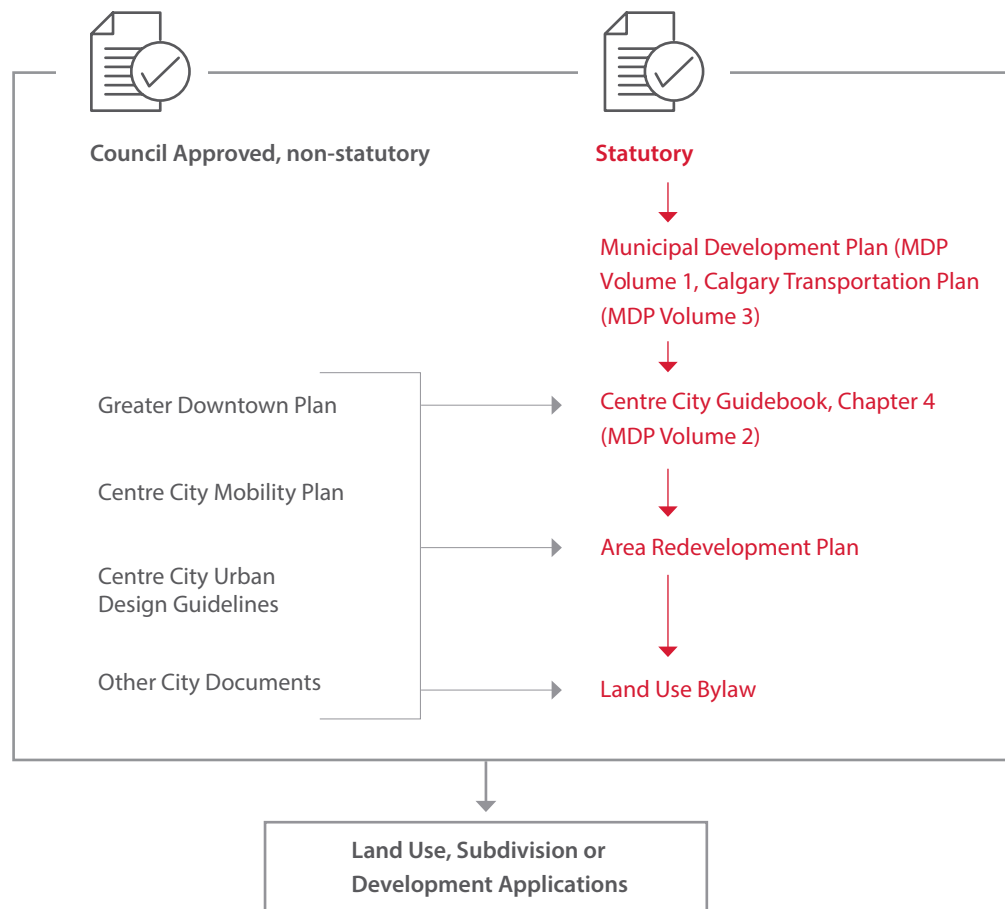 Council Approved, non-statutory
Statutory
Municipal Development Plan (MDP
Volume 1, Calgary Transportation Plan
(MDP Volume 3)
Greater Downtown Plan
Centre City Guidebook, Chapter 4
(MDP Volume 2)
Centre City Mobility Plan
Area Redevelopment Plan
Centre City Urban
Design Guidelines
Other City Documents
Land Use Bylaw
Land Use, Subdivision or
Development Applications